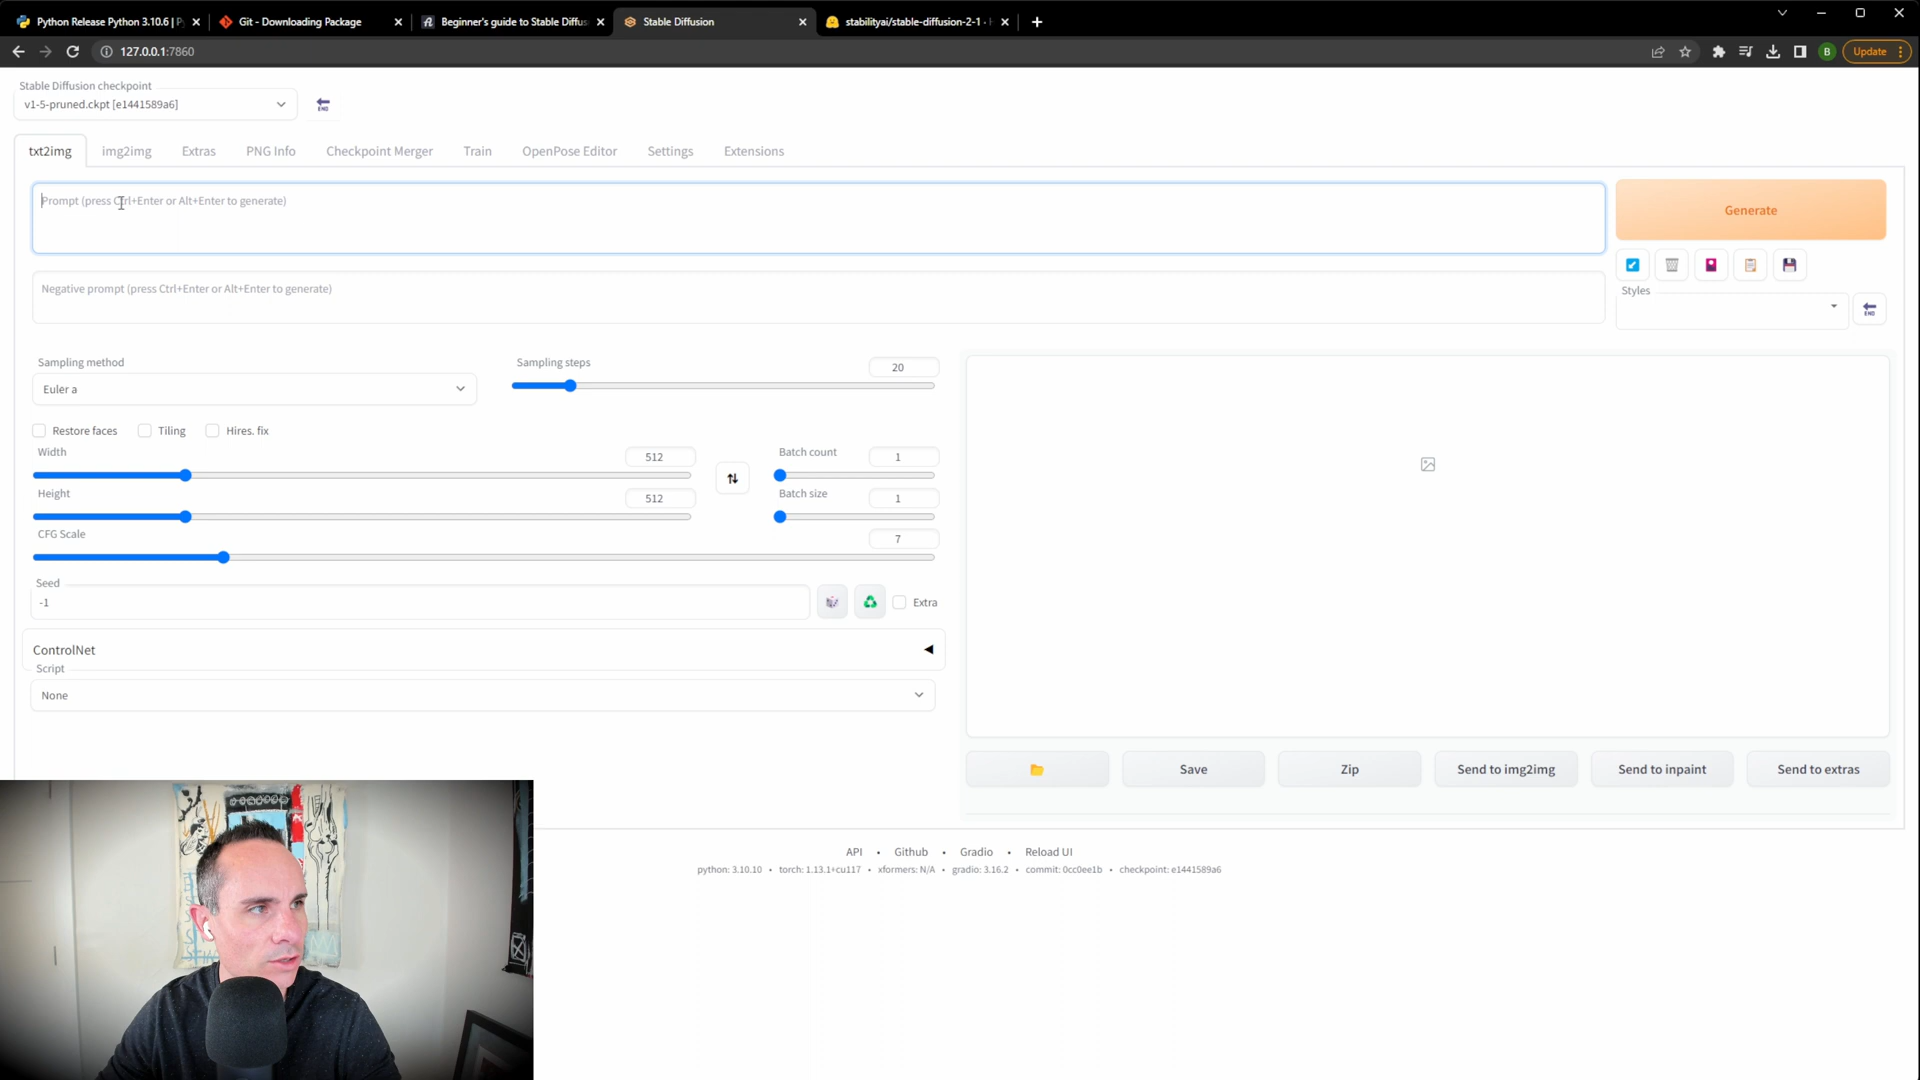 Python Release Python 3.10.6 | P
Git - Downloading Package
Beginner's guide to Stable Diffus
Stable Diffusion
stabilityai/stable-diffusion-2-1 ·
127.0.0.1:7860
B
Update
Stable Diffusion checkpoint
v1-5-pruned.ckpt [e1441589a6]
END
txt2img
img2img
Extras
PNG Info
Checkpoint Merger
Train
OpenPose Editor
Settings
Extensions
Prompt (press Ctrl+Enter or Alt+Enter to generate)
Generate
Negative prompt (press Ctrl+Enter or Alt+Enter to generate)
Styles
END
Sampling method
Euler a
Sampling steps
20
Restore faces
Tiling
Hires. fix
Width
512
Batch count
1
Height
512
Batch size
1
CFG Scale
7
Seed
-1
Extra
ControlNet
Script
None
Save
Zip
Send to img2img
Send to inpaint
Send to extras
API • Github • Gradio • Reload UI
python: 3.10.10 • torch: 1.13.1+cu117 • xformers: N/A • gradio: 3.16.2 • commit: 0cc0ee1b • checkpoint: e1441589a6